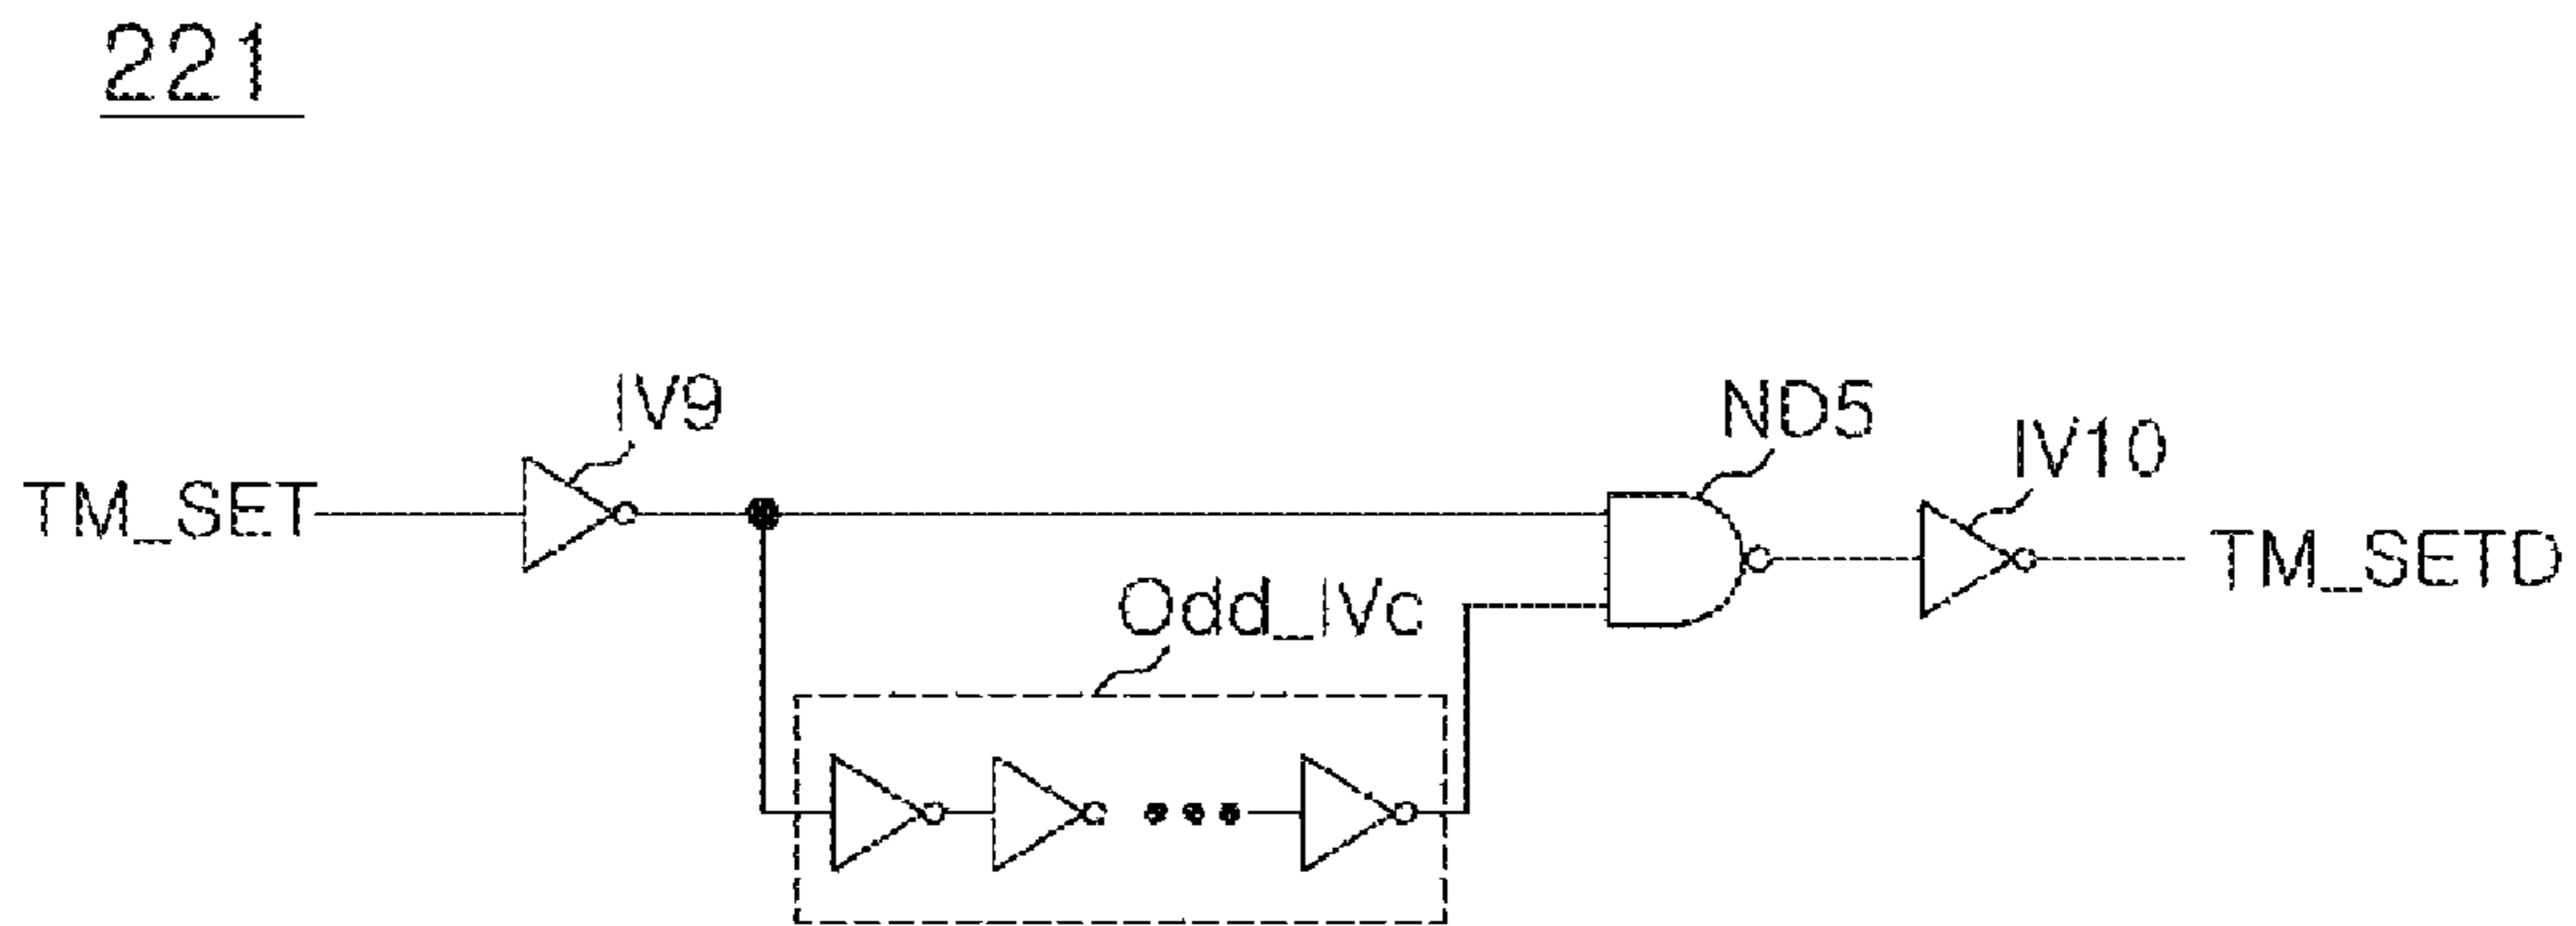 221
IV9
ND5
IV10
TM_SET
TM_SETD
Odd_IVc